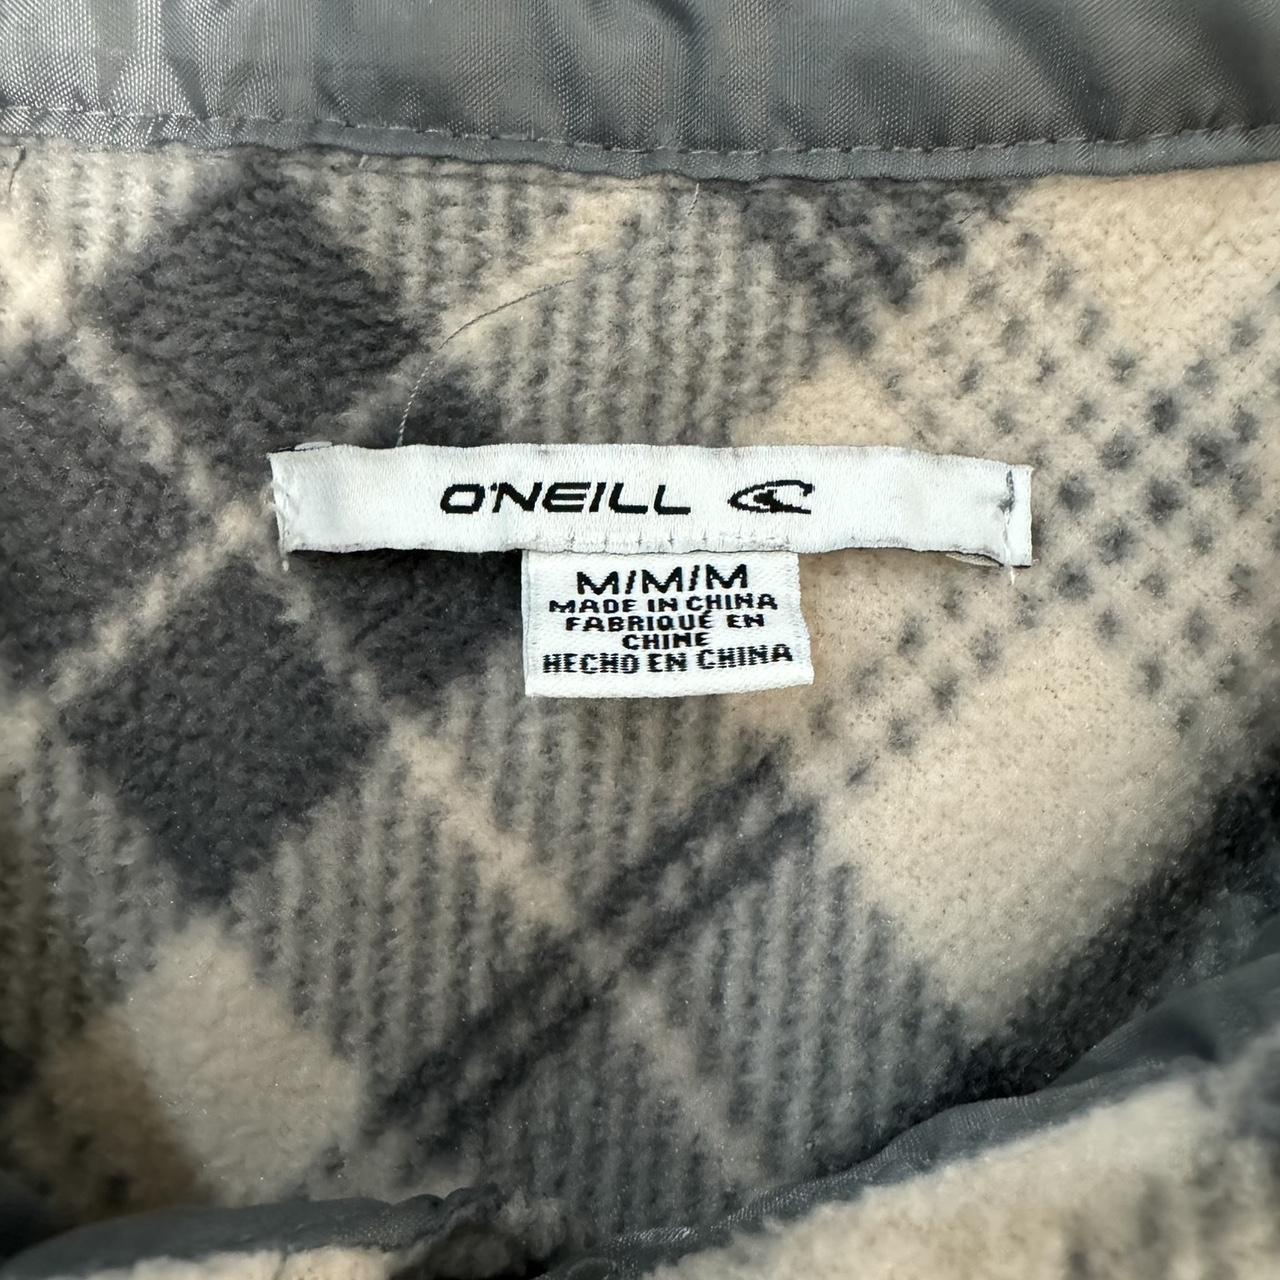 O'NEILL
M/M/M
MADE IN CHINA
FABRIQUÉ EN
CHINE
HECHO EN CHINA